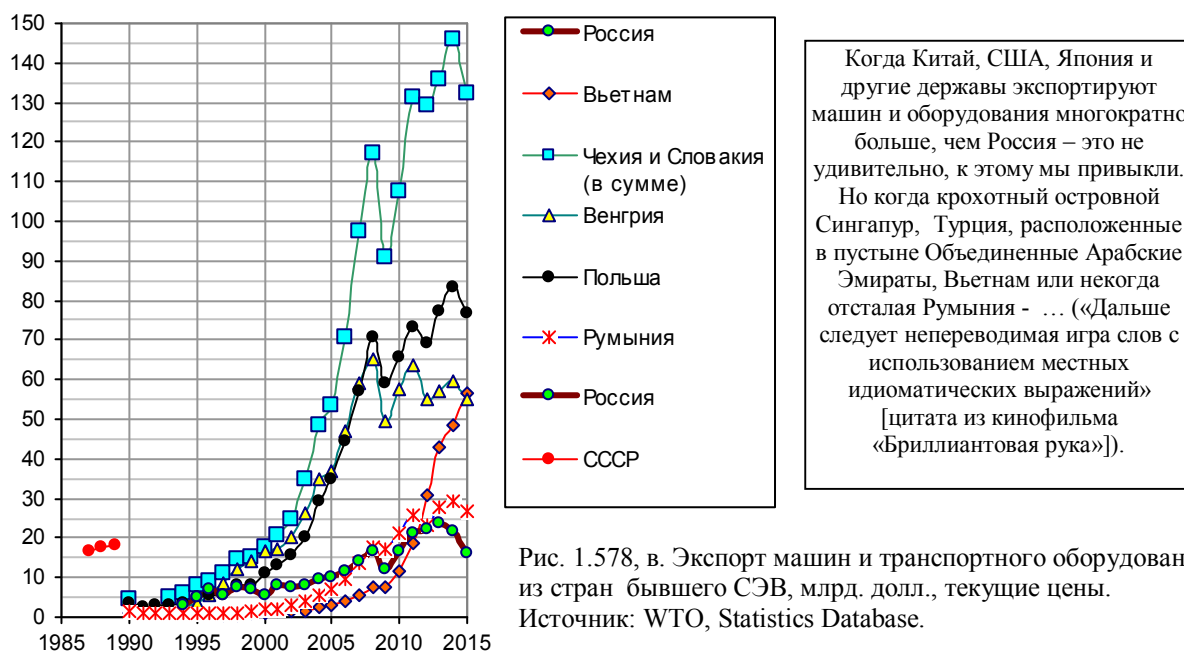 150
140
130
120
110
100
90
80
70
60
50
40
30
20
10
0
1985 1990 1995 2000 2005 2010 2015
Россия
Вьетнам
Чехия и Словакия
(в сумме)
Венгрия
Польша
Румыния
Россия
СССР
Когда Китай, США, Япония и
другие державы экспортируют
машин и оборудования многократно
больше, чем Россия – это не
удивительно, к этому мы привыкли.
Но когда крохотный островной
Сингапур, Турция, расположенные
в пустыне Объединенные Арабские
Эмираты, Вьетнам или некогда
отсталая Румыния - … («Дальше
следует непереводимая игра слов с
использованием местных
идиоматических выражений»
[цитата из кинофильма
«Бриллиантовая рука»]).
Рис. 1.578, в. Экспорт машин и транспортного оборудован
из стран бывшего СЭВ, млрд. долл., текущие цены.
Источник: WTO, Statistics Database.